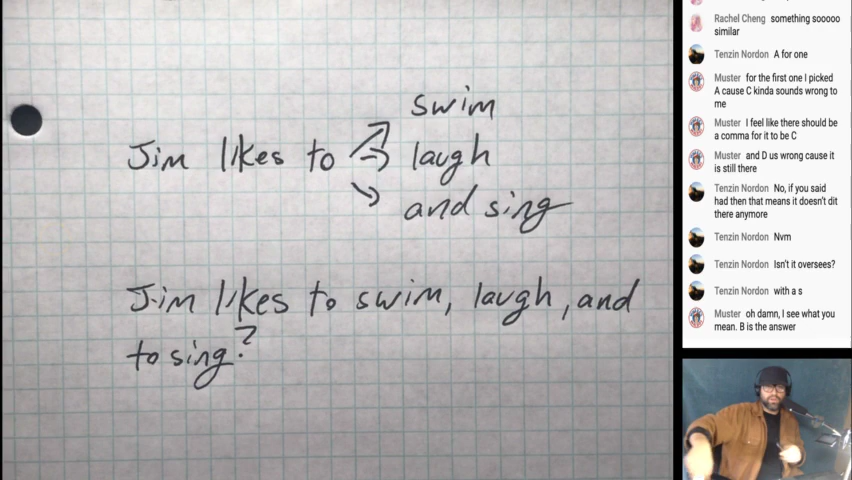 swim
Jim likes to laugh
and sing
Jim likes to swim, laugh, and
to sing?
Rachel Cheng something sooooo
similar
Tenzin Nordon A for one
Muster for the first one I picked
A cause C kinda sounds wrong to
me
Muster I feel like there should be
a comma for it to be C
Muster and D us wrong cause it
is still there
Tenzin Nordon No, if you said
had then that means it doesn't dit
there anymore
Tenzin Nordon Nvm
Tenzin Nordon Isn't it oversees?
Tenzin Nordon with a s
Muster oh damn, I see what you
mean. B is the answer